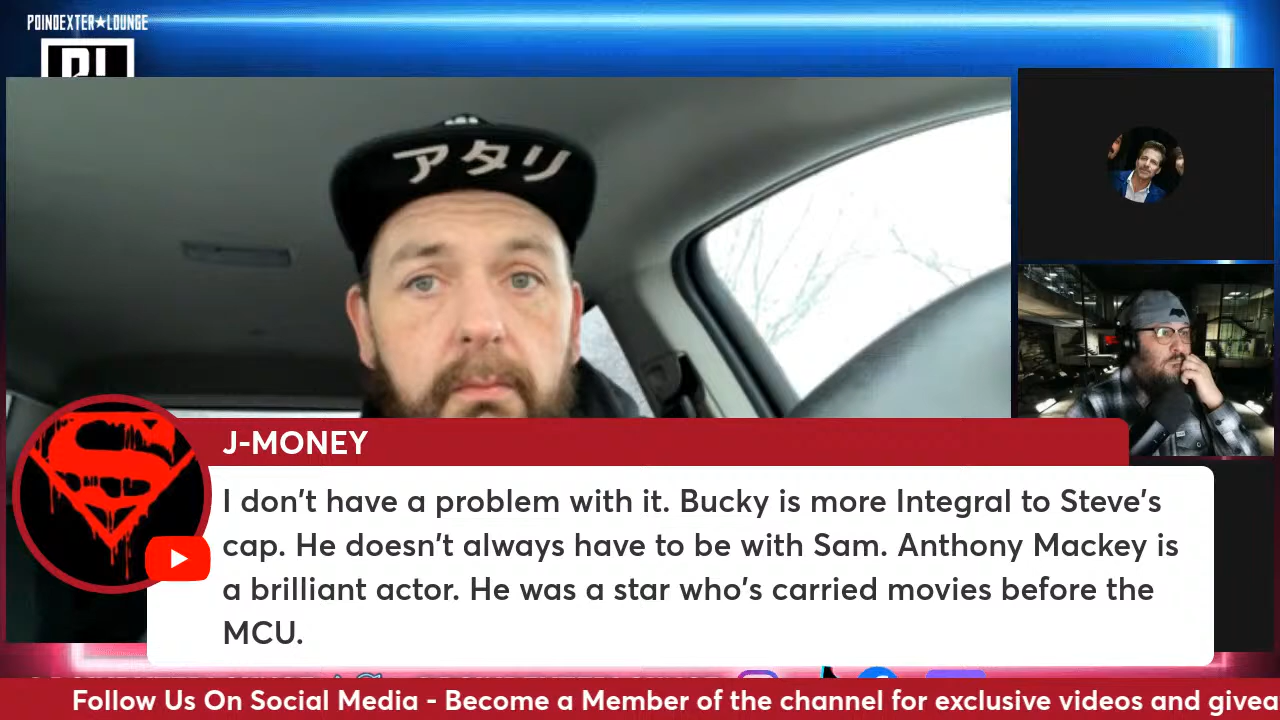 POINDEXTER★LOUNGE
PL
アタリ
J-MONEY
I don't have a problem with it. Bucky is more Integral to Steve's
cap. He doesn't always have to be with Sam. Anthony Mackey is
a brilliant actor. He was a star who's carried movies before the
MCU.
Follow Us On Social Media - Become a Member of the channel for exclusive videos and givea